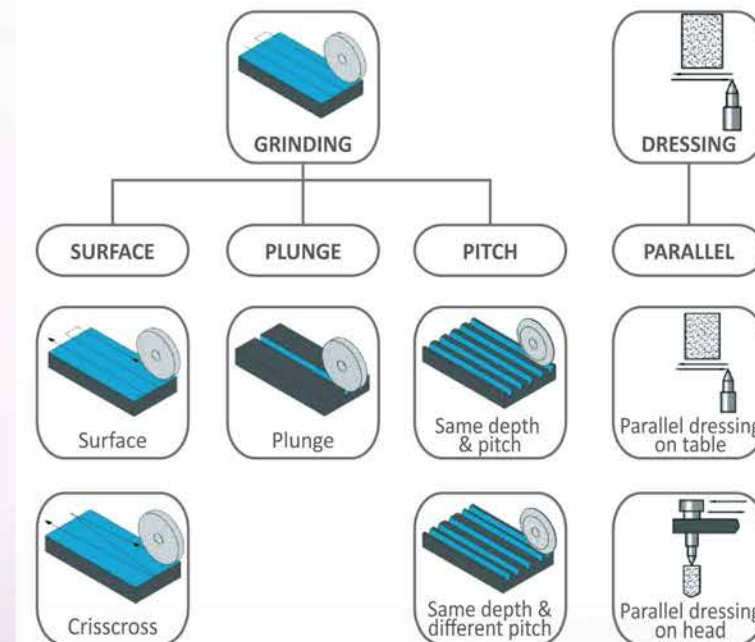 GRINDING
DRESSING
SURFACE
PLUNGE
PITCH
PARALLEL
Surface
Plunge
Same depth
& pitch
Parallel dressing
on table
Crisscross
Same depth &
different pitch
Parallel dressing
on head